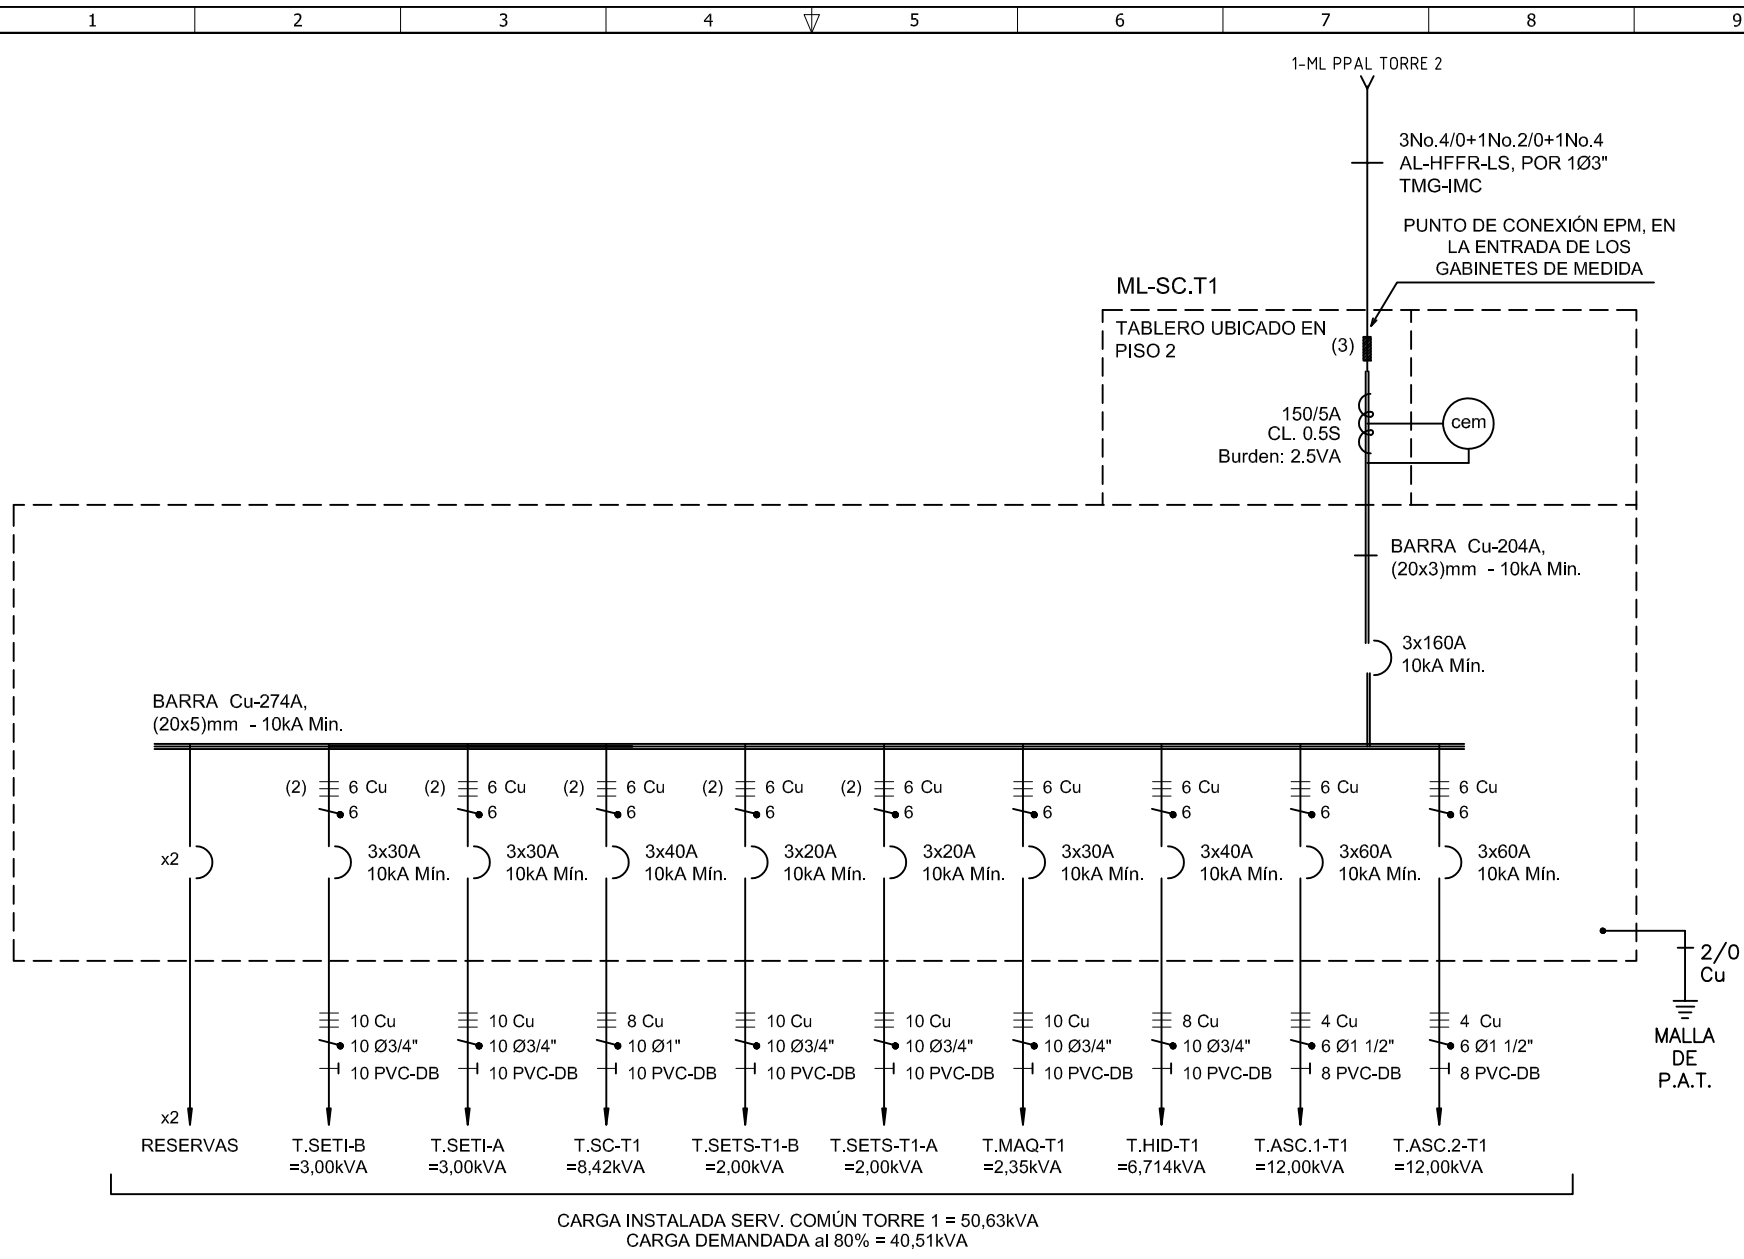 1 2 3 4 5 6 7 8 9
1-ML PPAL TORRE 2
3No.4/0+1No.2/0+1No.4
AL-HFFR-LS, POR 1Ø3"
TMG-IMC
PUNTO DE CONEXIÓN EPM, EN
LA ENTRADA DE LOS
GABINETES DE MEDIDA
ML-SC.T1
TABLERO UBICADO EN
PISO 2
(3)
150/5A
CL. 0.5S
Burden: 2.5VA
cem
BARRA Cu-204A,
(20x3)mm - 10kA Min.
3x160A
10kA Mín.
BARRA Cu-274A,
(20x5)mm - 10kA Min.
(2) 6 Cu (2) 6 Cu (2) 6 Cu (2) 6 Cu (2) 6 Cu 6 Cu 6 Cu 6 Cu 6 Cu
6 6 6 6 6 6 6 6 6
x2 3x30A 3x30A 3x40A 3x20A 3x20A 3x30A 3x40A 3x60A 3x60A
10kA Mín. 10kA Mín. 10kA Mín. 10kA Mín. 10kA Mín. 10kA Mín. 10kA Mín. 10kA Mín. 10kA Mín.
2/0
Cu
MALLA
DE
P.A.T.
10 Cu 10 Cu 8 Cu 10 Cu 10 Cu 10 Cu 8 Cu 4 Cu 4 Cu
10 Ø3/4" 10 Ø3/4" 10 Ø1" 10 Ø3/4" 10 Ø3/4" 10 Ø3/4" 10 Ø3/4" 6 Ø1 1/2" 6 Ø1 1/2"
10 PVC-DB 10 PVC-DB 10 PVC-DB 10 PVC-DB 10 PVC-DB 10 PVC-DB 10 PVC-DB 8 PVC-DB 8 PVC-DB
x2
RESERVAS T.SETI-B T.SETI-A T.SC-T1 T.SETS-T1-B T.SETS-T1-A T.MAQ-T1 T.HID-T1 T.ASC.1-T1 T.ASC.2-T1
=3,00kVA =3,00kVA =8,42kVA =2,00kVA =2,00kVA =2,35kVA =6,714kVA =12,00kVA =12,00kVA
CARGA INSTALADA SERV. COMÚN TORRE 1 = 50,63kVA
CARGA DEMANDADA al 80% = 40,51kVA